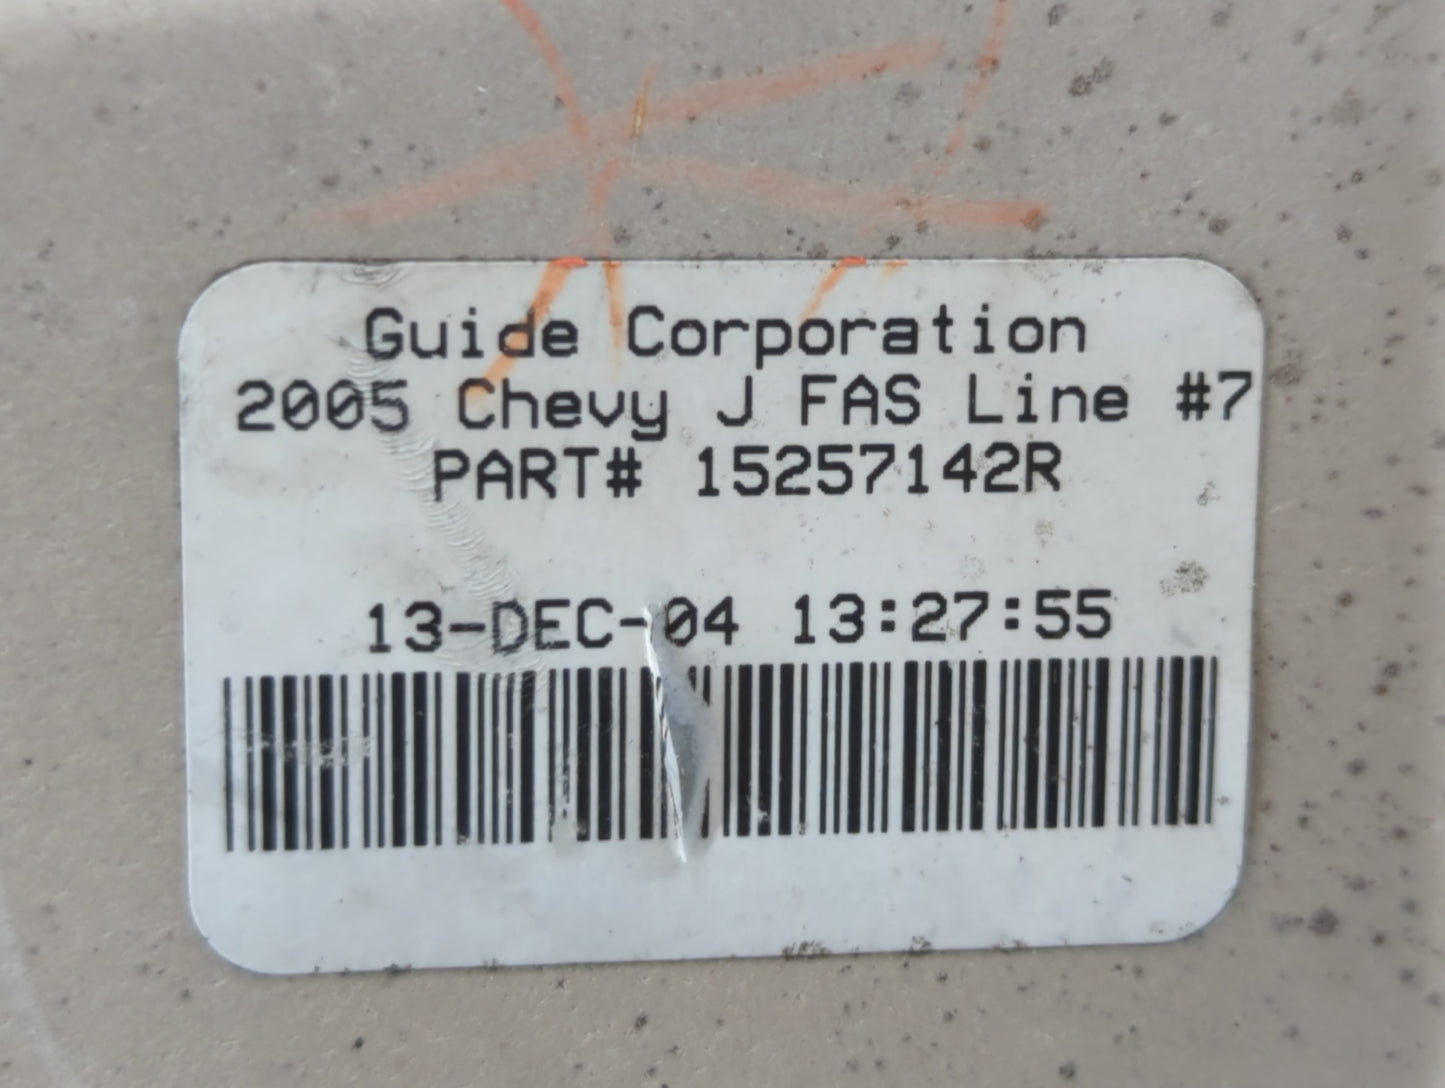 Guide Corporation
2005 Chevy J FAS Line #7
PART# 15257142R
13-DEC-04 13:27:55